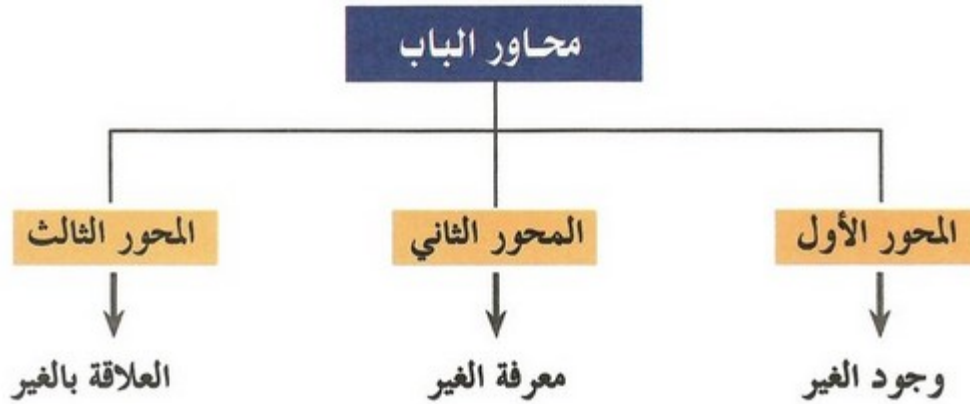 محاور الباب
المحور الأول
المحور الثاني
المحور الثالث
وجود الغير
معرفة الغير
العلاقة بالغير